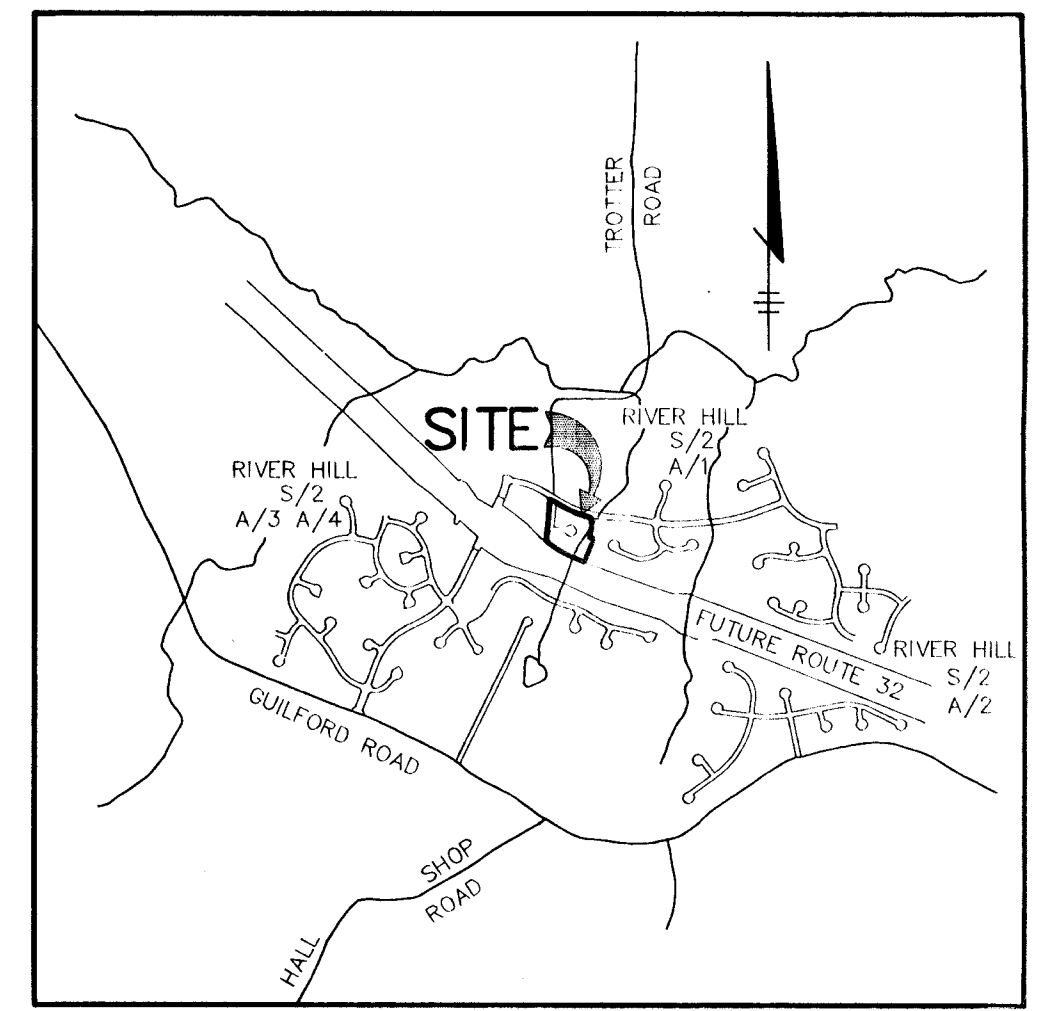 TROTTER
ROAD
SITE
RIVER HILL
S/2
A/1
RIVER HILL
S/2
A/3 A/4
FUTURE ROUTE 32
RIVER HILL
S/2
A/2
GUILFORD ROAD
SHOP
ROAD
HALL